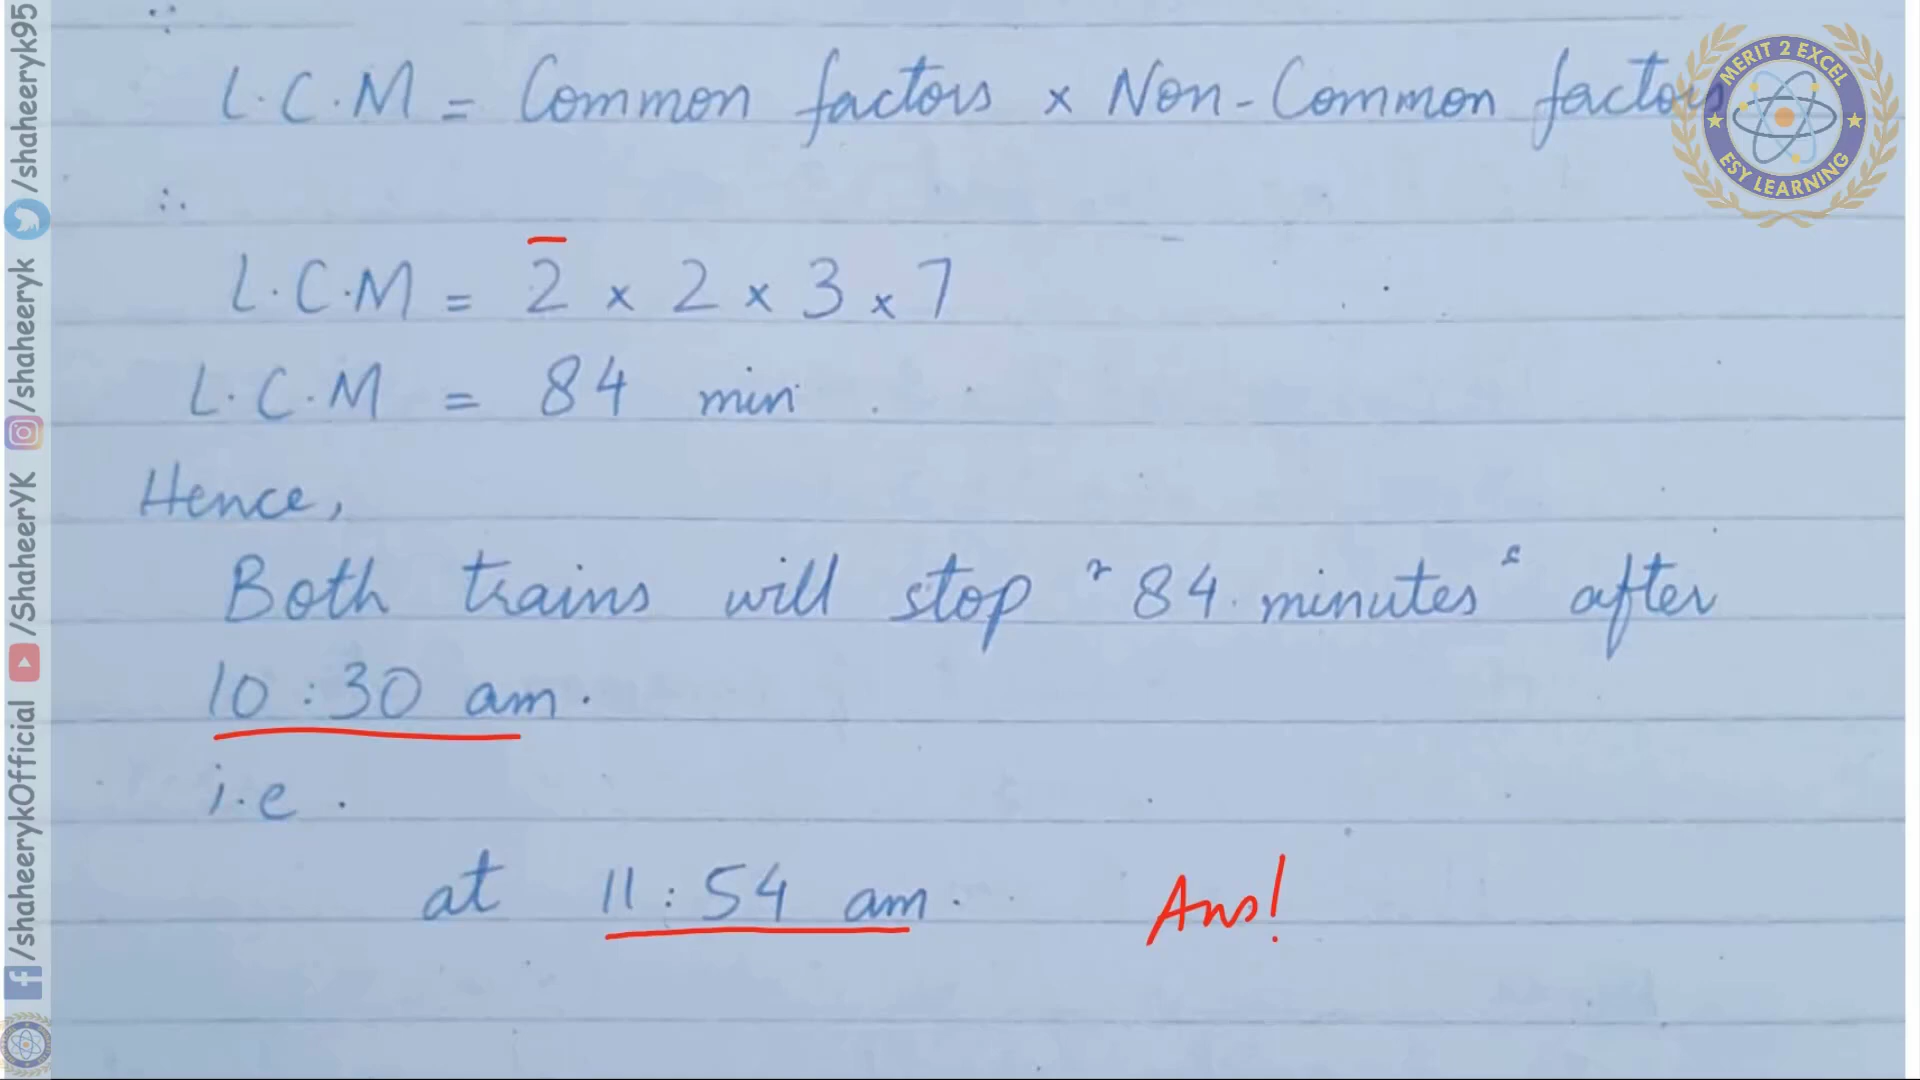 ∴
L.C.M = Common factors × Non-Common factors
∴
L.C.M = 2 × 2 × 3 × 7
L.C.M = 84 min
Hence,
Both trains will stop "84 minutes" after
10:30 am.
i.e.
at 11:54 am. Ans!
MERIT 2 EXCEL
ESY LEARNING
/shaheerykOfficial
/ShaheerYK
/shaheeryk
/shaheeryk95